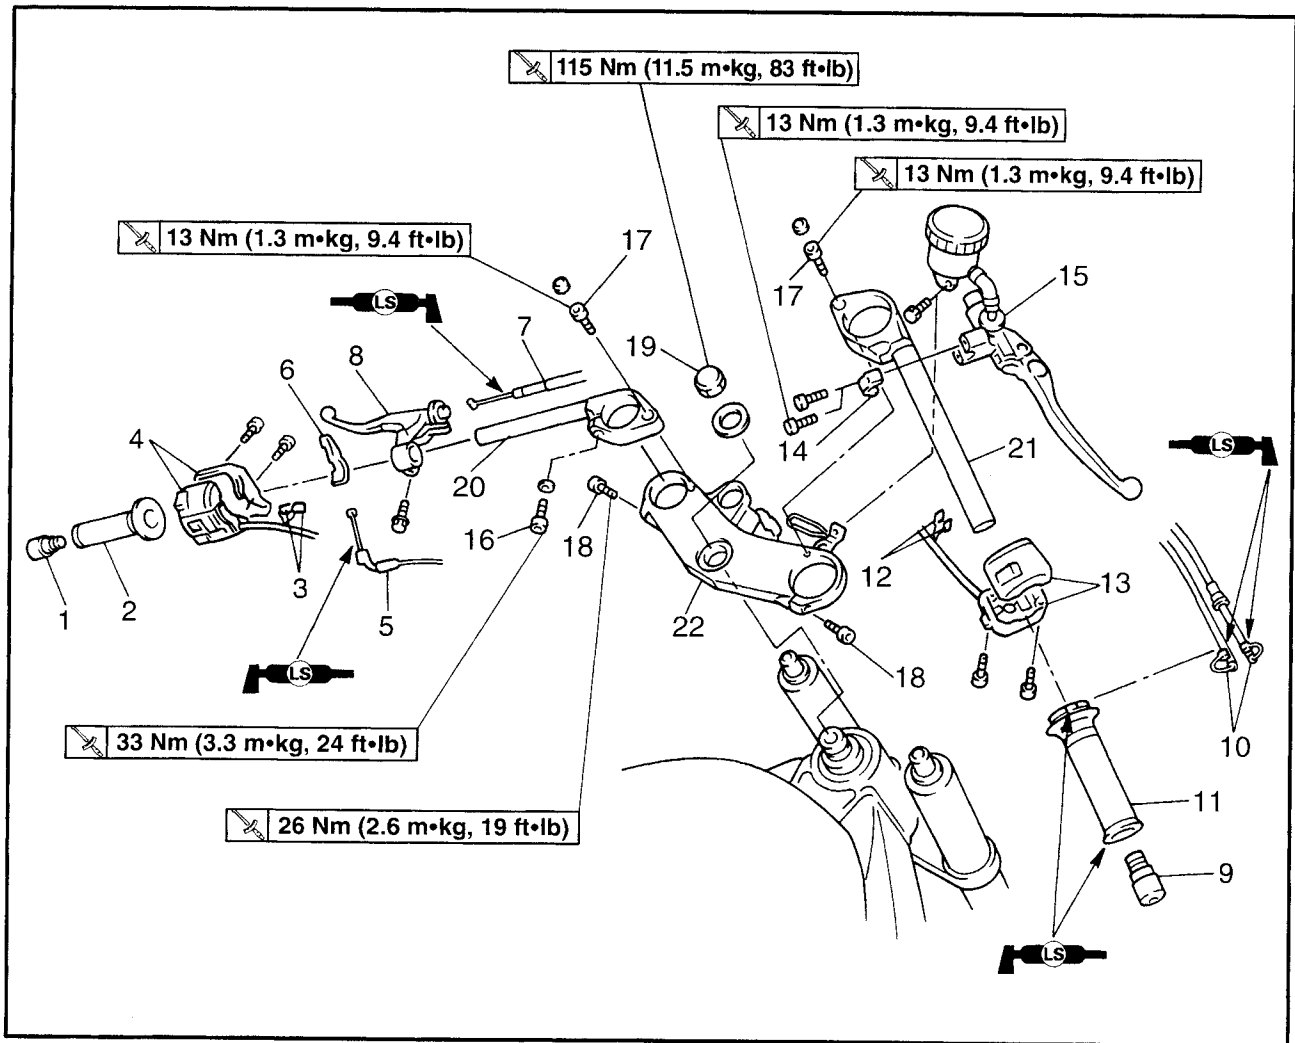 115 Nm (11.5 m•kg, 83 ft•lb)
13 Nm (1.3 m•kg, 9.4 ft•lb)
13 Nm (1.3 m•kg, 9.4 ft•lb)
13 Nm (1.3 m•kg, 9.4 ft•lb)
17
17
15
LS
7
19
8
6
4
LS
14
21
20
16
18
12
13
3
2
1
5
22
18
LS
10
33 Nm (3.3 m•kg, 24 ft•lb)
11
26 Nm (2.6 m•kg, 19 ft•lb)
9
LS